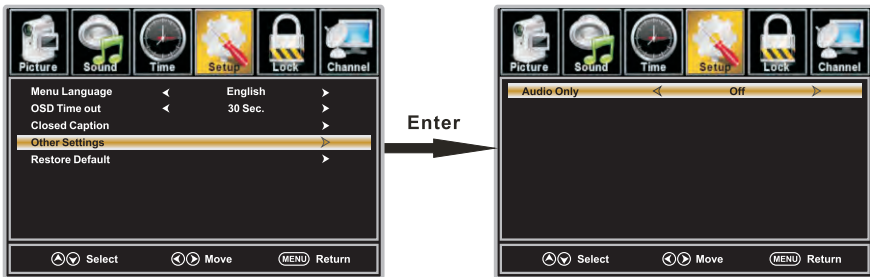 Picture Sound Time Setup Lock Channel
Menu Language English
OSD Time out 30 Sec.
Closed Caption
Other Settings
Restore Default
Select Move MENU Return
Enter
Picture Sound Time Setup Lock Channel
Audio Only Off
Select Move MENU Return